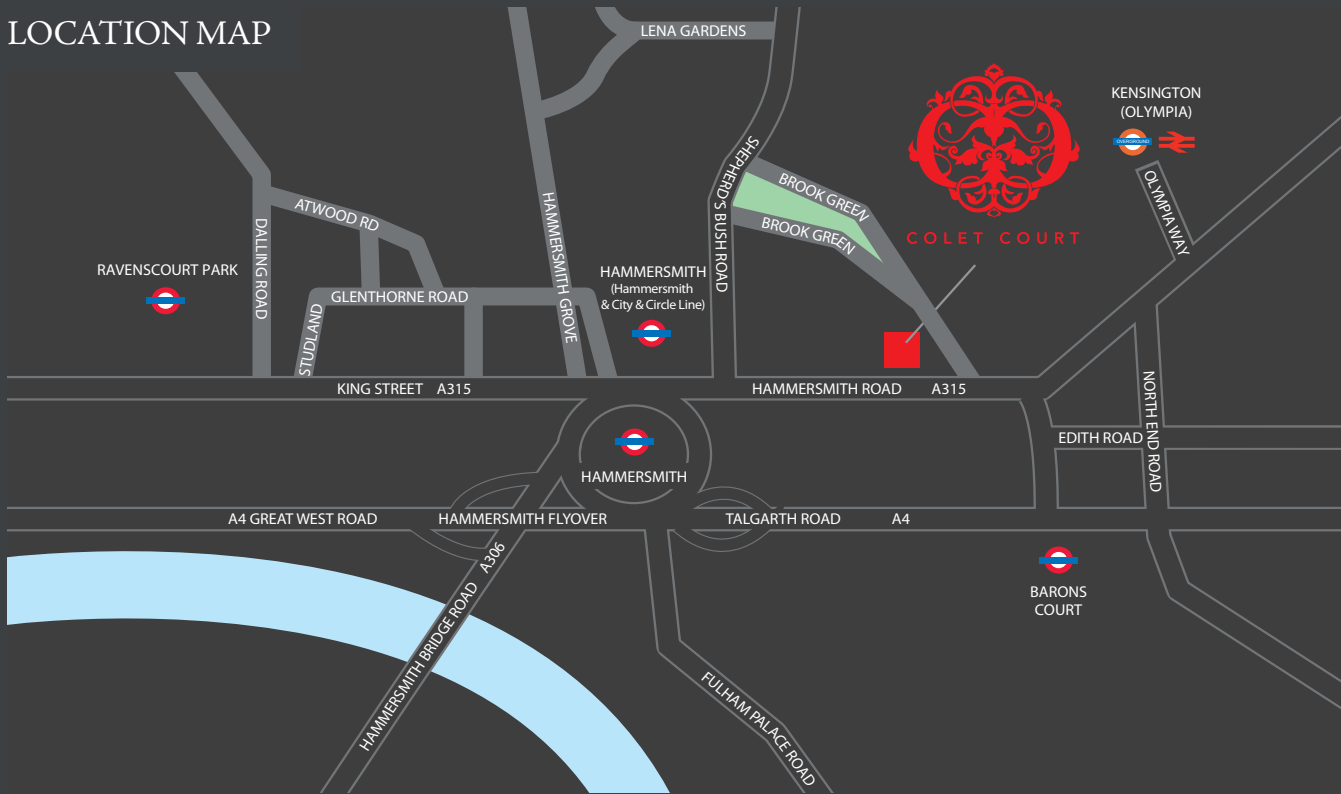 LOCATION MAP
LENA GARDENS
KENSINGTON
(OLYMPIA)
OVERGROUND
OLYMPIA WAY
SHEPHERD'S BUSH ROAD
BROOK GREEN
BROOK GREEN
COLET COURT
ATWOOD RD
DALLING ROAD
HAMMERSMITH GROVE
RAVENSCOURT PARK
HAMMERSMITH
(Hammersmith
& City & Circle Line)
GLENTHORNE ROAD
STUDLAND
KING STREET A315
HAMMERSMITH ROAD A315
NORTH END ROAD
EDITH ROAD
HAMMERSMITH
A4 GREAT WEST ROAD
HAMMERSMITH FLYOVER
TALGARTH ROAD A4
HAMMERSMITH BRIDGE ROAD A306
BARONS
COURT
FULHAM PALACE ROAD